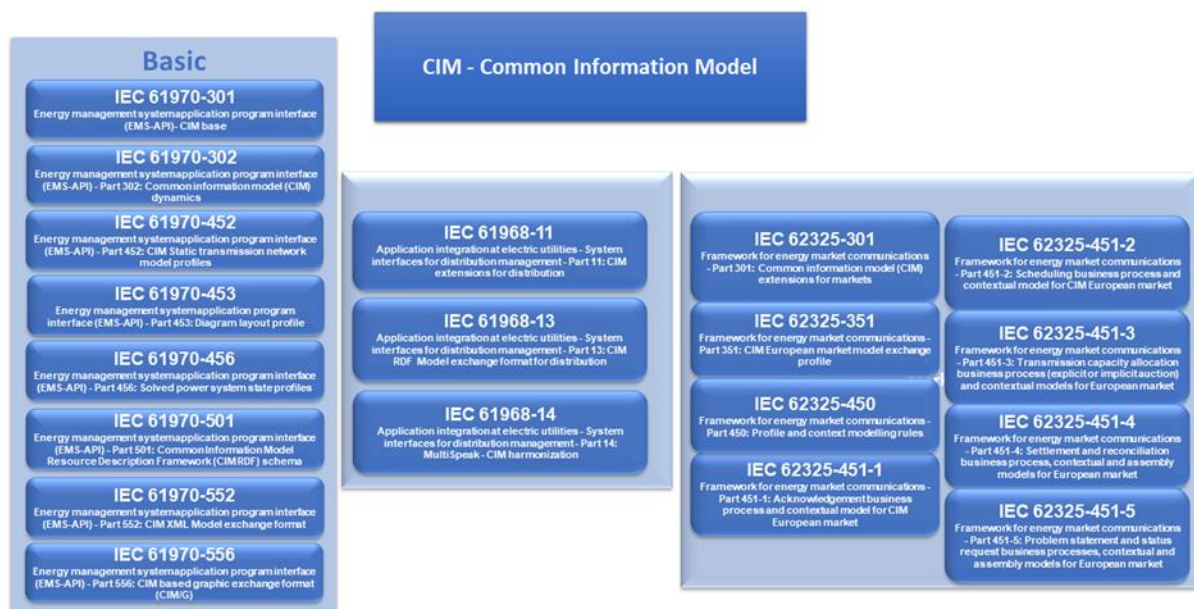 CIM - Common Information Model
Basic
IEC 61970-301
Energy management systemapplication program interface
(EMS-API)- CIM base
IEC 61970-302
Energy management systemapplication program interface
(EMS-API) - Part 302: Common information model (CIM)
dynamics
IEC 61970-452
Energy management systemapplication program interface
(EMS-API) - Part 452: CIM Static transmission network
model profiles
IEC 61970-453
Energy management systemapplication program
interface (EMS-API) - Part 453: Diagram layout profile
IEC 61970-456
Energy management systemapplication program interface
(EMS-API) - Part 456: Solved power system state profiles
IEC 61970-501
Energy management systemapplication program interface
(EMS-API) - Part 501: Common Information Model
Resource Description Framework (CIM RDF) schema
IEC 61970-552
Energy management systemapplication program interface
(EMS-API) - Part 552: CIM XML Model exchange format
IEC 61970-556
Energy management systemapplication program interface
(EMS-API) - Part 556: CIM based graphic exchange format
(CIM/G)
IEC 61968-11
Application integration at electric utilities - System
interfaces for distribution management - Part 11: CIM
extensions for distribution
IEC 61968-13
Application integration at electric utilities - System
interfaces for distribution management - Part 13: CIM
RDF Model exchange format for distribution
IEC 61968-14
Application integration at electric utilities - System
interfaces for distribution management - Part 14:
MultiSpeak - CIM harmonization
IEC 62325-301
Framework for energy market communications
- Part 301: Common information model (CIM)
extensions for markets
IEC 62325-351
Framework for energy market communications -
Part 351: CIM European market model exchange
profile
IEC 62325-450
Framework for energy market communications -
Part 450: Profile and context modelling rules
IEC 62325-451-1
Framework for energy market communications -
Part 451-1: Acknowledgement business
process and contextual model for CIM
European market
IEC 62325-451-2
Framework for energy market communications
- Part 451-2: Scheduling business process and
contextual model for CIM European market
IEC 62325-451-3
Framework for energy market communications
- Part 451-3: Transmission capacity allocation
business process (explicit or implicit auction)
and contextual models for European market
IEC 62325-451-4
Framework for energy market communications
- Part 451-4: Settlement and reconciliation
business process, contextual and assembly
models for European market
IEC 62325-451-5
Framework for energy market communications
- Part 451-5: Problem statement and status
request business processes, contextual and
assembly models for European market